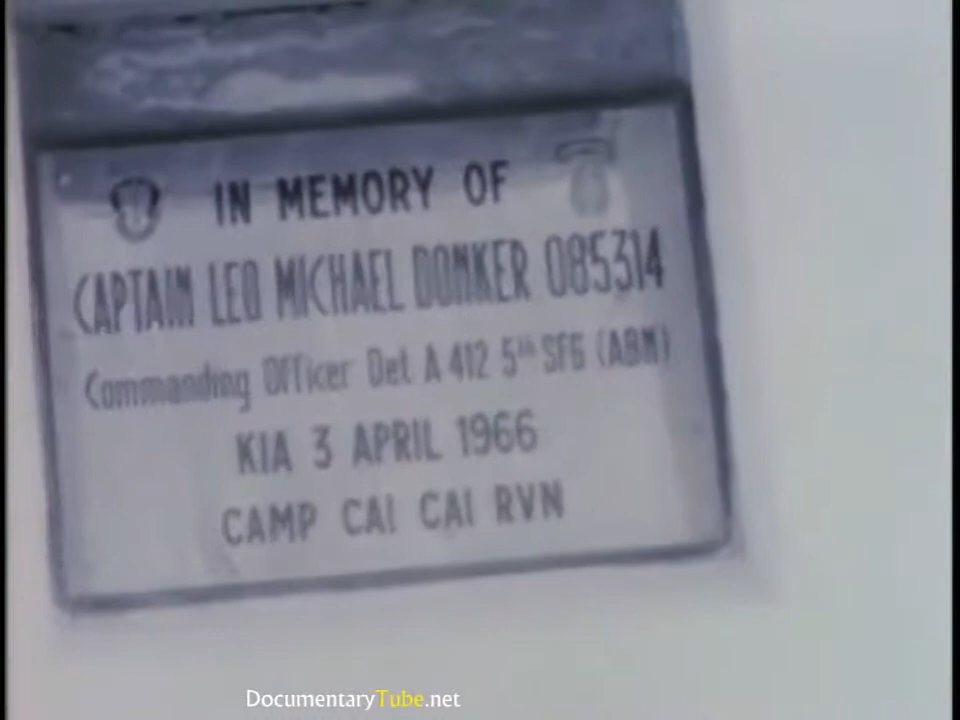 IN MEMORY OF
CAPTAIN LEO MICHAEL DONKER 085314
Commanding Officer Det A 412 5th SFG (ABN)
KIA 3 APRIL 1966
CAMP CAI CAI RVN
DocumentaryTube.net